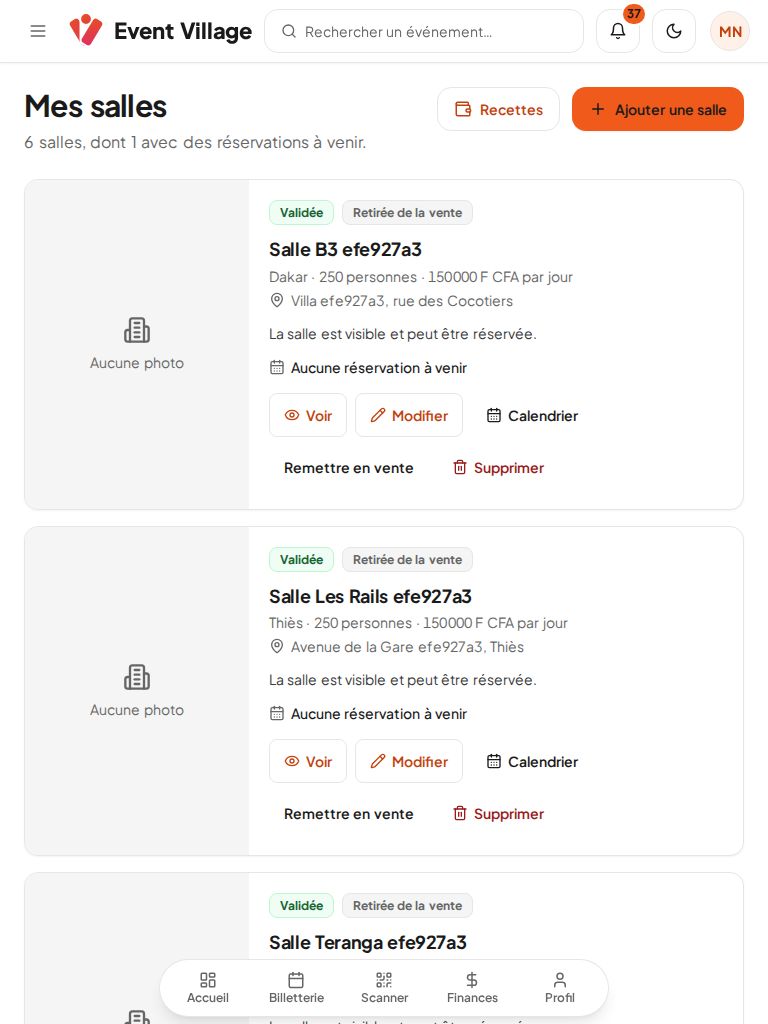 Event Village
Rechercher un événement…
37
MN
Mes salles
6 salles, dont 1 avec des réservations à venir.
Recettes
Ajouter une salle
Aucune photo
Validée
Retirée de la vente
Salle B3 efe927a3
Dakar · 250 personnes · 150000 F CFA par jour
Villa efe927a3, rue des Cocotiers
La salle est visible et peut être réservée.
Aucune réservation à venir
Voir
Modifier
Calendrier
Remettre en vente
Supprimer
Aucune photo
Validée
Retirée de la vente
Salle Les Rails efe927a3
Thiès · 250 personnes · 150000 F CFA par jour
Avenue de la Gare efe927a3, Thiès
La salle est visible et peut être réservée.
Aucune réservation à venir
Voir
Modifier
Calendrier
Remettre en vente
Supprimer
Validée
Retirée de la vente
Salle Teranga efe927a3
Accueil
Billetterie
Scanner
Finances
Profil